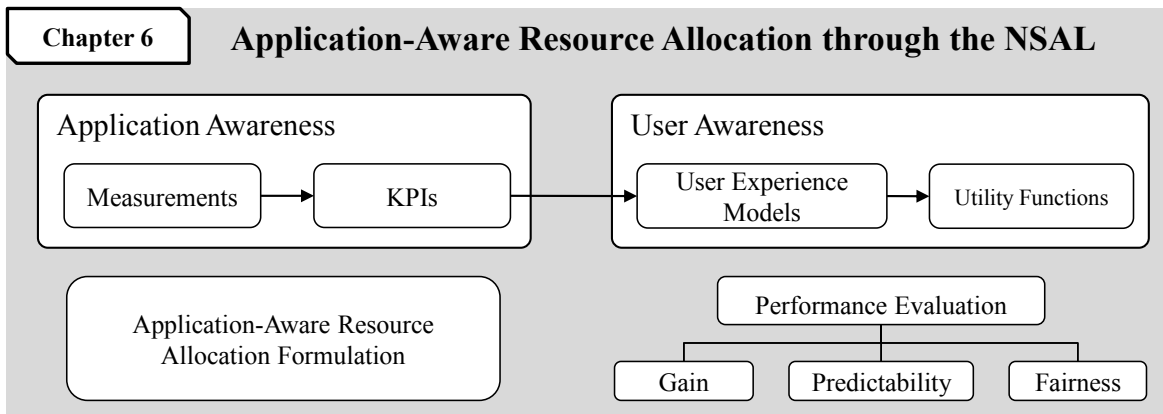 Chapter 6
Application-Aware Resource Allocation through the NSAL
Application Awareness
Measurements
KPIs
User Awareness
User Experience
Models
Utility Functions
Application-Aware Resource
Allocation Formulation
Performance Evaluation
Gain
Predictability
Fairness